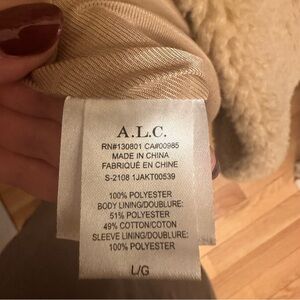 A.L.C.
RN#130801 CA#00985
MADE IN CHINA
FABRIQUÉ EN CHINE
S-2108 1JAKT00539
100% POLYESTER
BODY LINING/DOUBLURE:
51% POLYESTER
49% COTTON/COTON
SLEEVE LINING/DOUBLURE:
100% POLYESTER
L/G